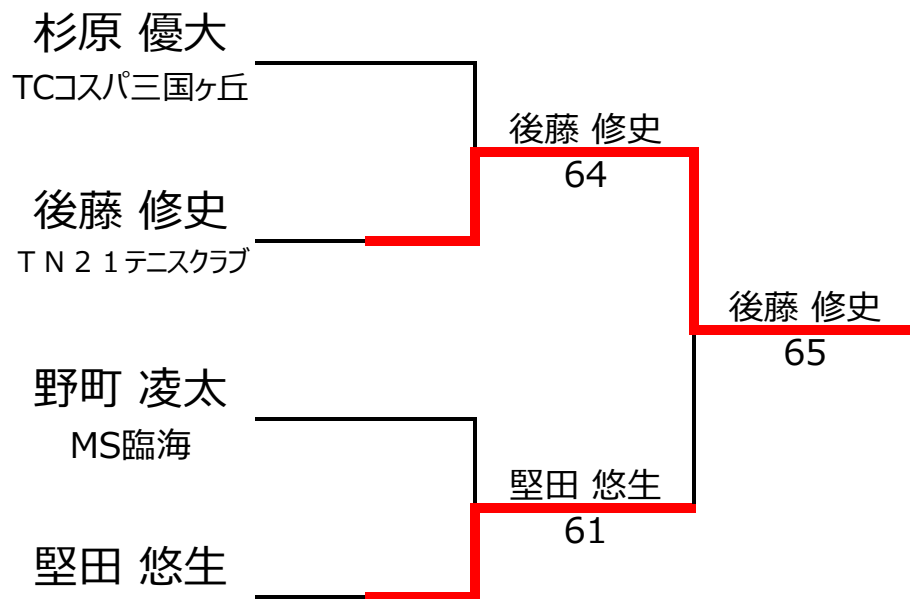 杉原 優大
TCコスパ三国ヶ丘
後藤 修史
64
後藤 修史
ＴＮ２１テニスクラブ
後藤 修史
65
野町 凌太
MS臨海
堅田 悠生
61
堅田 悠生